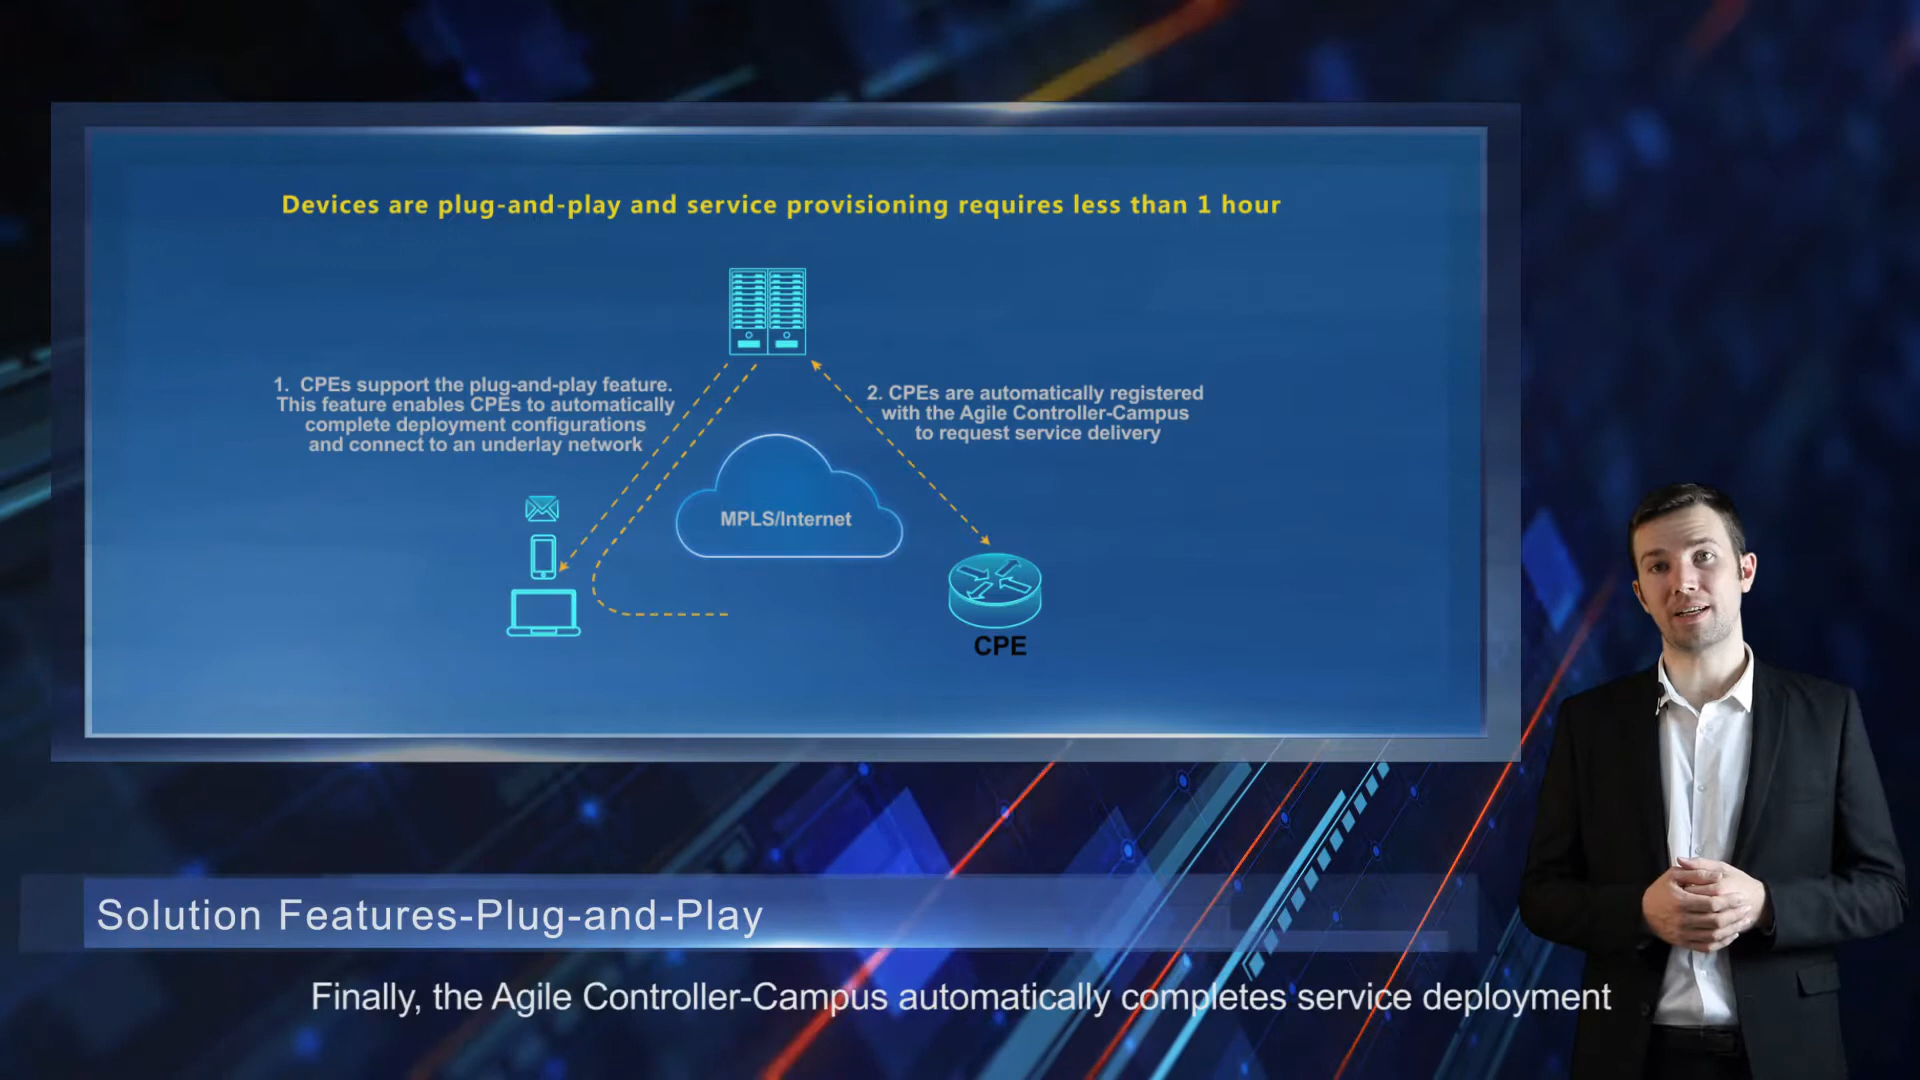 Devices are plug-and-play and service provisioning requires less than 1 hour
1. CPEs support the plug-and-play feature.
This feature enables CPEs to automatically
complete deployment configurations
and connect to an underlay network
2. CPEs are automatically registered
with the Agile Controller-Campus
to request service delivery
MPLS/Internet
CPE
Solution Features-Plug-and-Play
Finally, the Agile Controller-Campus automatically completes service deployment